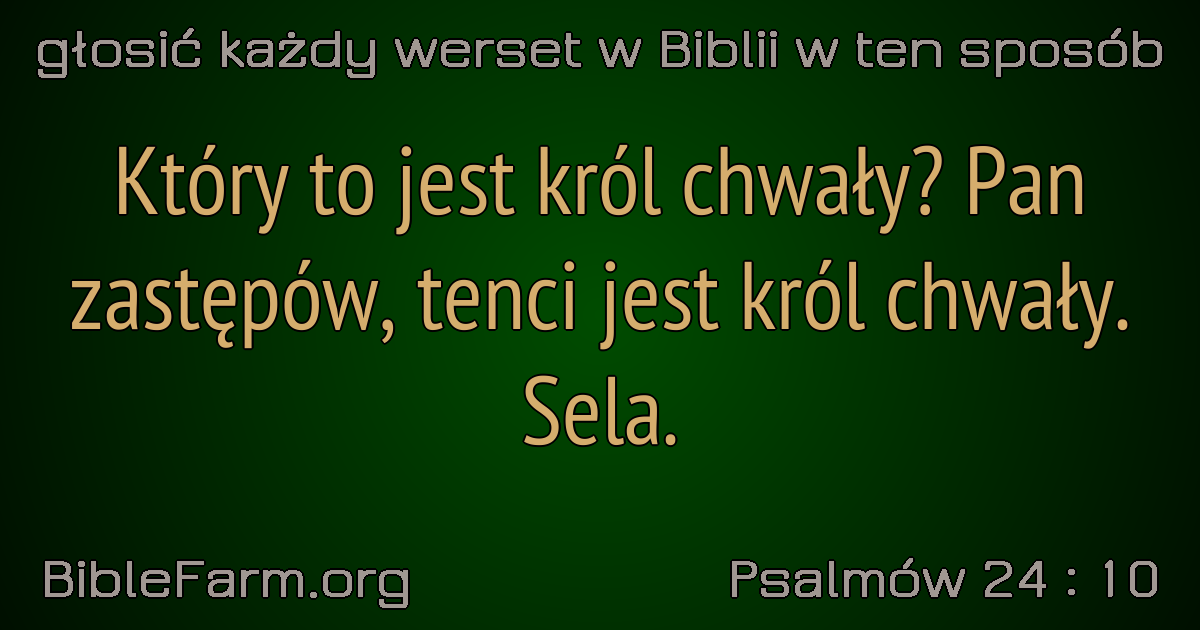 głosić każdy werset w Biblii w ten sposób
Który to jest król chwały? Pan
zastępów, tenci jest król chwały.
Sela.
BibleFarm.org
Psalmów 24 : 10